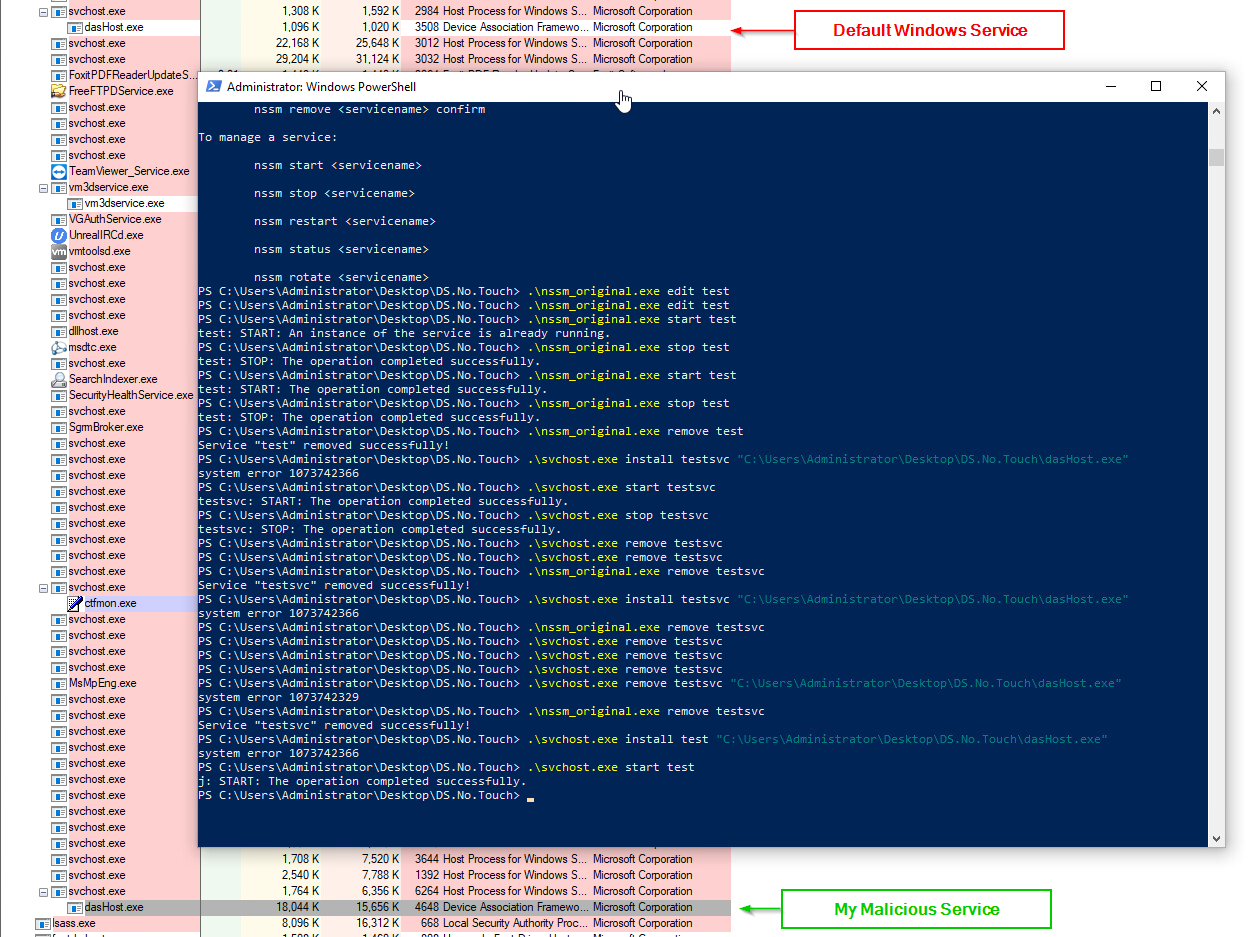 svchost.exe 1,308 K 1,592 K 2984 Host Process for Windows S... Microsoft Corporation
dasHost.exe 1,096 K 1,020 K 3508 Device Association Framewo... Microsoft Corporation
Default Windows Service
svchost.exe 22,168 K 25,648 K 3012 Host Process for Windows S... Microsoft Corporation
svchost.exe 29,204 K 31,124 K 3032 Host Process for Windows S... Microsoft Corporation
FoxitPDFReaderUpdateS...
FreeFTPDService.exe
svchost.exe
svchost.exe
svchost.exe
svchost.exe
TeamViewer_Service.exe
vm3dservice.exe
vm3dservice.exe
VGAuthService.exe
UnrealIRCd.exe
vmtoolsd.exe
svchost.exe
svchost.exe
svchost.exe
svchost.exe
dllhost.exe
msdtc.exe
svchost.exe
SearchIndexer.exe
SecurityHealthService.exe
svchost.exe
SgrmBroker.exe
svchost.exe
svchost.exe
svchost.exe
svchost.exe
svchost.exe
svchost.exe
svchost.exe
svchost.exe
svchost.exe
svchost.exe
ctfmon.exe
svchost.exe
svchost.exe
svchost.exe
svchost.exe
MsMpEng.exe
svchost.exe
svchost.exe
svchost.exe
svchost.exe
svchost.exe
svchost.exe
svchost.exe
svchost.exe
svchost.exe
svchost.exe
Administrator: Windows PowerShell
nssm remove <servicename> confirm
To manage a service:
nssm start <servicename>
nssm stop <servicename>
nssm restart <servicename>
nssm status <servicename>
nssm rotate <servicename>
PS C:\Users\Administrator\Desktop\DS.No.Touch> .\nssm_original.exe edit test
PS C:\Users\Administrator\Desktop\DS.No.Touch> .\nssm_original.exe edit test
PS C:\Users\Administrator\Desktop\DS.No.Touch> .\nssm_original.exe start test
test: START: An instance of the service is already running.
PS C:\Users\Administrator\Desktop\DS.No.Touch> .\nssm_original.exe stop test
test: STOP: The operation completed successfully.
PS C:\Users\Administrator\Desktop\DS.No.Touch> .\nssm_original.exe start test
test: START: The operation completed successfully.
PS C:\Users\Administrator\Desktop\DS.No.Touch> .\nssm_original.exe stop test
test: STOP: The operation completed successfully.
PS C:\Users\Administrator\Desktop\DS.No.Touch> .\nssm_original.exe remove test
Service "test" removed successfully!
PS C:\Users\Administrator\Desktop\DS.No.Touch> .\svchost.exe install testsvc "C:\Users\Administrator\Desktop\DS.No.Touch\dasHost.exe"
system error 1073742366
PS C:\Users\Administrator\Desktop\DS.No.Touch> .\svchost.exe start testsvc
testsvc: START: The operation completed successfully.
PS C:\Users\Administrator\Desktop\DS.No.Touch> .\svchost.exe stop testsvc
testsvc: STOP: The operation completed successfully.
PS C:\Users\Administrator\Desktop\DS.No.Touch> .\svchost.exe remove testsvc
PS C:\Users\Administrator\Desktop\DS.No.Touch> .\svchost.exe remove testsvc
PS C:\Users\Administrator\Desktop\DS.No.Touch> .\nssm_original.exe remove testsvc
Service "testsvc" removed successfully!
PS C:\Users\Administrator\Desktop\DS.No.Touch> .\svchost.exe install testsvc "C:\Users\Administrator\Desktop\DS.No.Touch\dasHost.exe"
system error 1073742366
PS C:\Users\Administrator\Desktop\DS.No.Touch> .\nssm_original.exe remove testsvc
PS C:\Users\Administrator\Desktop\DS.No.Touch> .\svchost.exe remove testsvc
PS C:\Users\Administrator\Desktop\DS.No.Touch> .\svchost.exe remove testsvc
PS C:\Users\Administrator\Desktop\DS.No.Touch> .\svchost.exe remove testsvc
PS C:\Users\Administrator\Desktop\DS.No.Touch> .\svchost.exe remove testsvc "C:\Users\Administrator\Desktop\DS.No.Touch\dasHost.exe"
system error 1073742329
PS C:\Users\Administrator\Desktop\DS.No.Touch> .\nssm_original.exe remove testsvc
Service "testsvc" removed successfully!
PS C:\Users\Administrator\Desktop\DS.No.Touch> .\svchost.exe install test "C:\Users\Administrator\Desktop\DS.No.Touch\dasHost.exe"
system error 1073742366
PS C:\Users\Administrator\Desktop\DS.No.Touch> .\svchost.exe start test
j: START: The operation completed successfully.
PS C:\Users\Administrator\Desktop\DS.No.Touch>
svchost.exe 1,708 K 7,520 K 3644 Host Process for Windows S... Microsoft Corporation
svchost.exe 2,540 K 7,788 K 1392 Host Process for Windows S... Microsoft Corporation
svchost.exe 1,764 K 6,356 K 6264 Host Process for Windows S... Microsoft Corporation
dasHost.exe 18,044 K 15,656 K 4648 Device Association Framewo... Microsoft Corporation
My Malicious Service
lsass.exe 8,096 K 16,312 K 668 Local Security Authority Proc... Microsoft Corporation